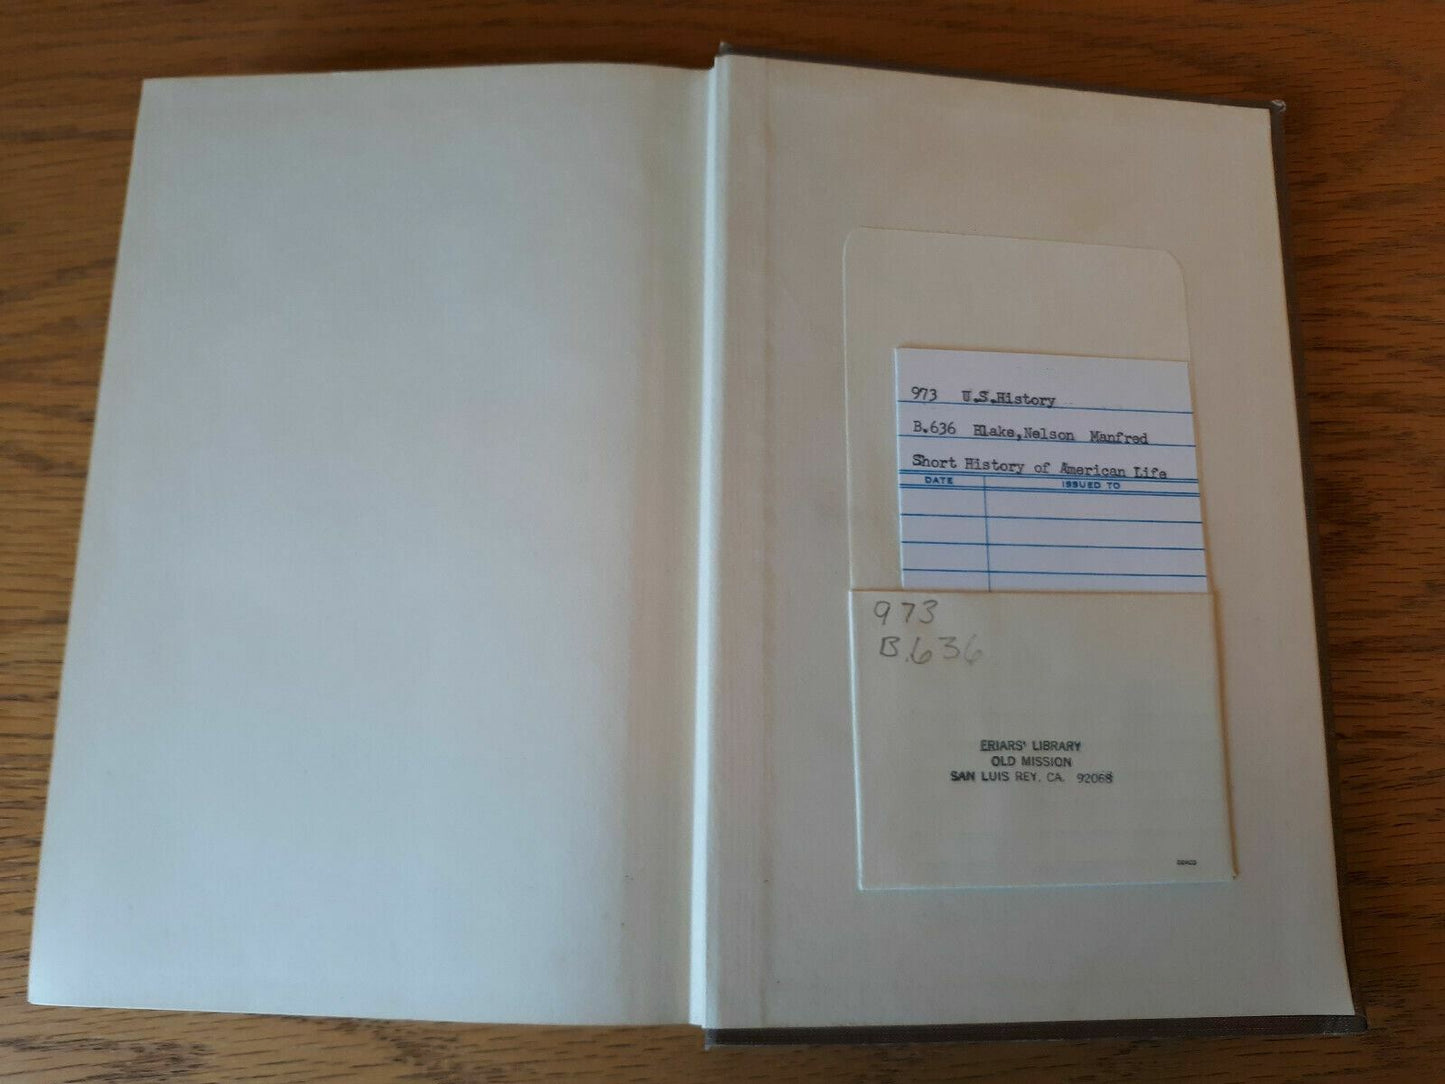 973 U.S.History
B.636 Blake,Nelson Manfred
Short History of American Life
DATE ISSUED TO
973
B.636
FRIARS' LIBRARY
OLD MISSION
SAN LUIS REY, CA. 92068